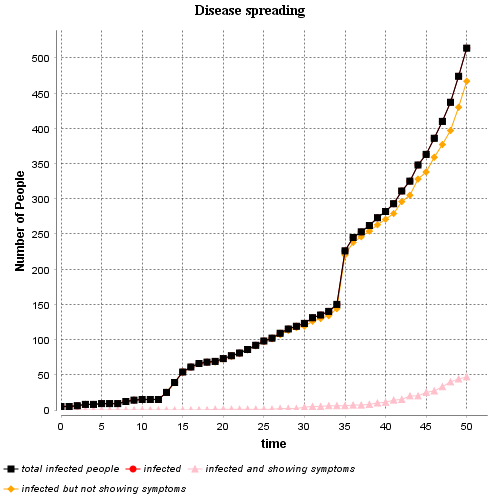 Disease spreading
Number of People
500
450
400
350
300
250
200
150
100
50
0
0 5 10 15 20 25 30 35 40 45 50
time
total infected people infected infected and showing symptoms
infected but not showing symptoms